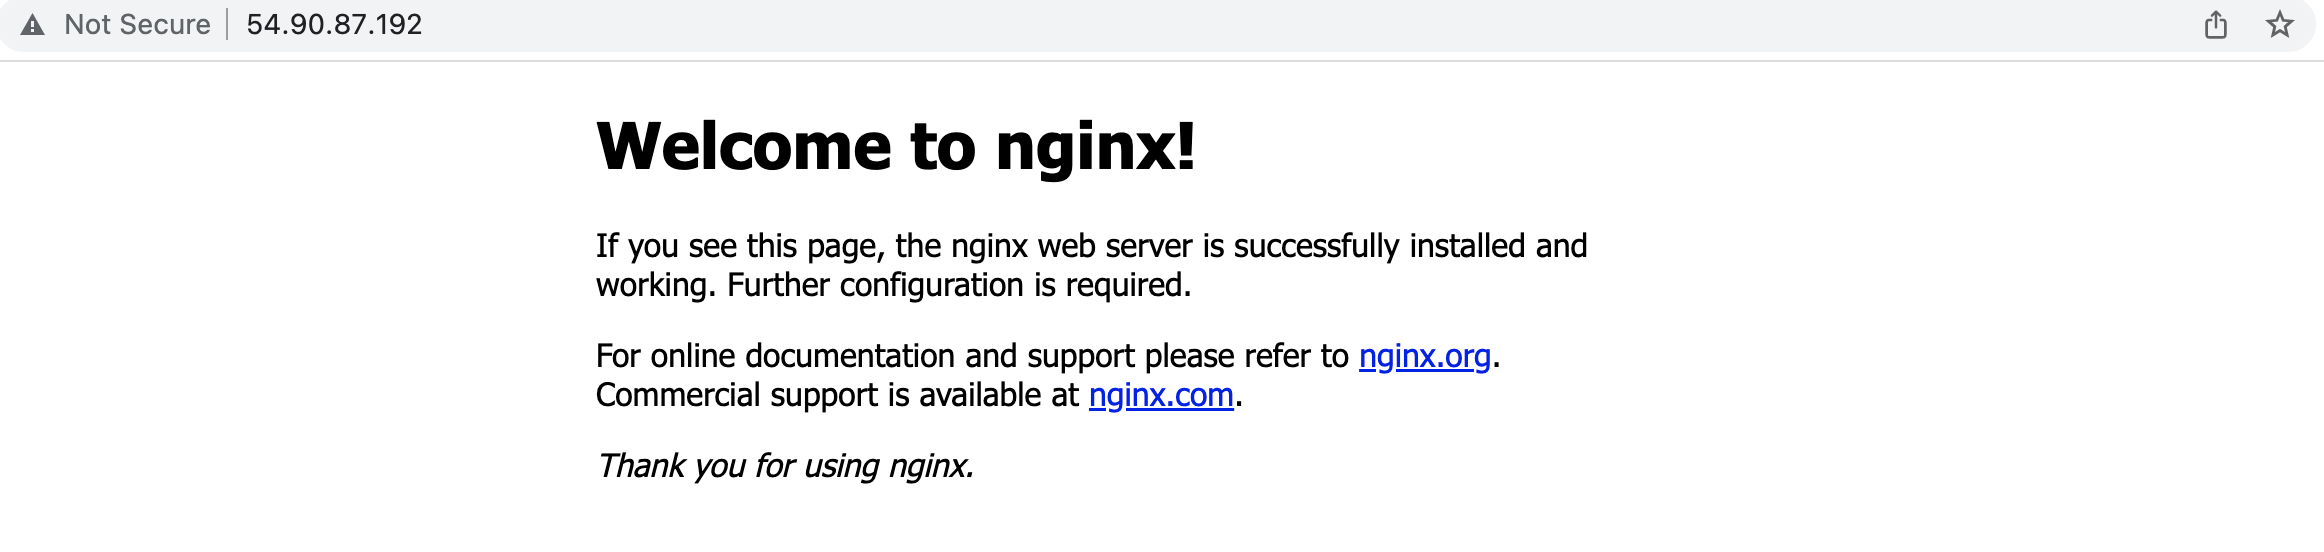 Not Secure | 54.90.87.192
Welcome to nginx!
If you see this page, the nginx web server is successfully installed and
working. Further configuration is required.
For online documentation and support please refer to nginx.org.
Commercial support is available at nginx.com.
Thank you for using nginx.